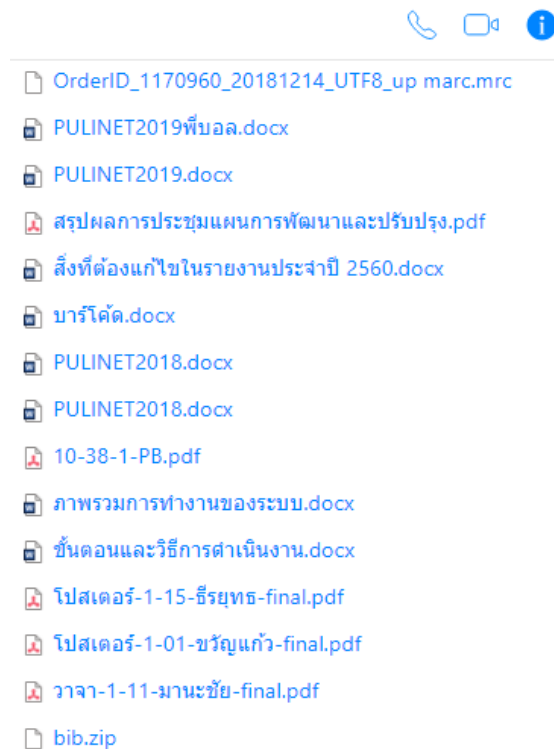 OrderID_1170960_20181214_UTF8_up marc.mrc
PULINET2019พี่บอล.docx
PULINET2019.docx
สรุปผลการประชุมแผนการพัฒนาและปรับปรุง.pdf
สิ่งที่ต้องแก้ไขในรายงานประจำปี 2560.docx
บาร์โค้ด.docx
PULINET2018.docx
PULINET2018.docx
10-38-1-PB.pdf
ภาพรวมการทำงานของระบบ.docx
ขั้นตอนและวิธีการดำเนินงาน.docx
โปสเตอร์-1-15-ธีรยุทธ-final.pdf
โปสเตอร์-1-01-ขวัญแก้ว-final.pdf
วาจา-1-11-มานะชัย-final.pdf
bib.zip